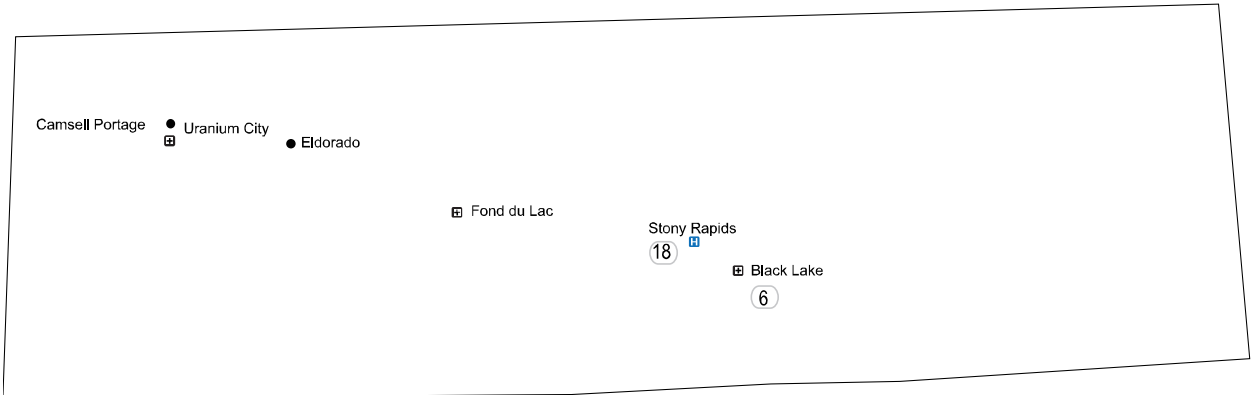 Camsell Portage
Uranium City
Eldorado
Fond du Lac
Stony Rapids
H
18
Black Lake
6